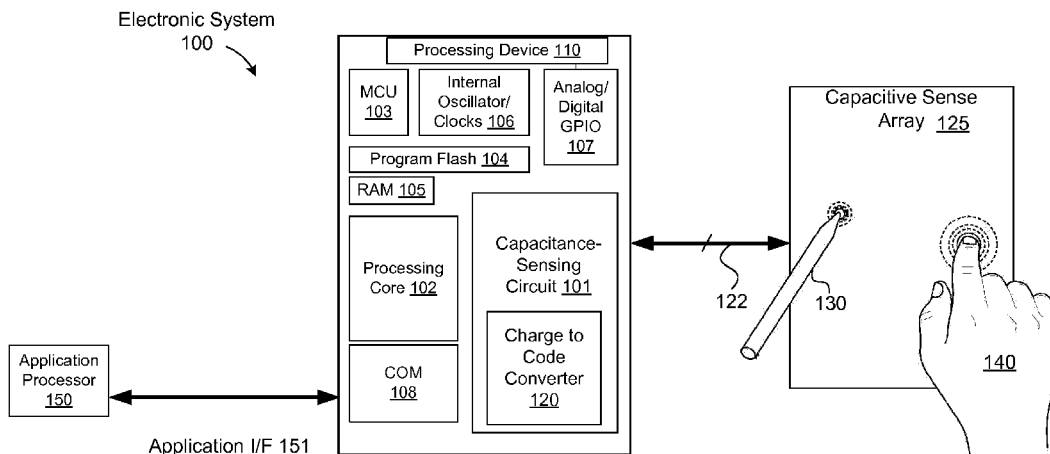 Electronic System
100
Processing Device 110
MCU
103
Internal
Oscillator/
Clocks 106
Analog/
Digital
GPIO
107
Program Flash 104
RAM 105
Processing
Core 102
Capacitance-
Sensing
Circuit 101
Charge to
Code
Converter
120
COM
108
Application
Processor
150
Application I/F 151
122
Capacitive Sense
Array 125
130
140